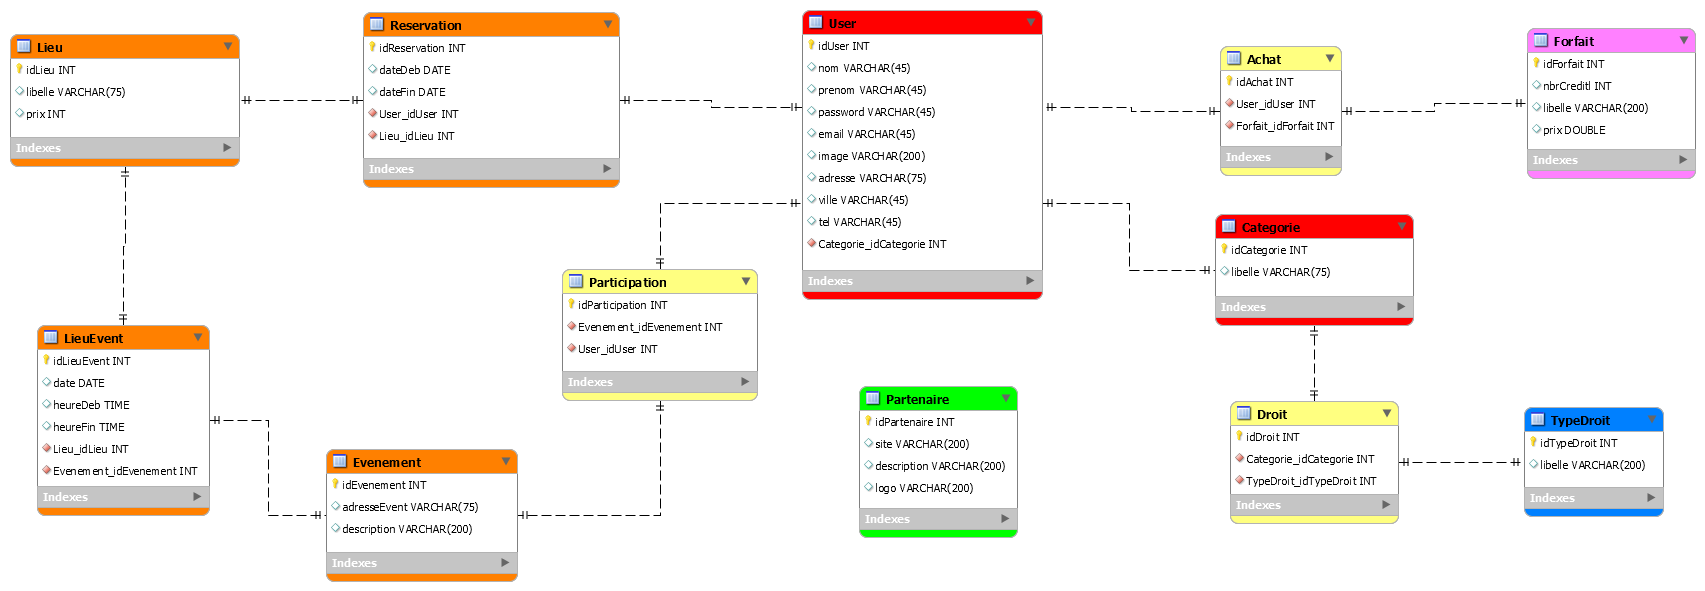 Lieu
idLieu INT
libelle VARCHAR(75)
prix INT
Indexes
Reservation
idReservation INT
dateDeb DATE
dateFin DATE
User_idUser INT
Lieu_idLieu INT
Indexes
User
idUser INT
nom VARCHAR(45)
prenom VARCHAR(45)
password VARCHAR(45)
email VARCHAR(45)
image VARCHAR(200)
adresse VARCHAR(75)
ville VARCHAR(45)
tel VARCHAR(45)
Categorie_idCategorie INT
Indexes
Achat
idAchat INT
User_idUser INT
Forfait_idForfait INT
Indexes
Forfait
idForfait INT
nbrCreditl INT
libelle VARCHAR(200)
prix DOUBLE
Indexes
Categorie
idCategorie INT
libelle VARCHAR(75)
Indexes
Participation
idParticipation INT
Evenement_idEvenement INT
User_idUser INT
Indexes
LieuEvent
idLieuEvent INT
date DATE
heureDeb TIME
heureFin TIME
Lieu_idLieu INT
Evenement_idEvenement INT
Indexes
Evenement
idEvenement INT
adresseEvent VARCHAR(75)
description VARCHAR(200)
Indexes
Partenaire
idPartenaire INT
site VARCHAR(200)
description VARCHAR(200)
logo VARCHAR(200)
Indexes
Droit
idDroit INT
Categorie_idCategorie INT
TypeDroit_idTypeDroit INT
Indexes
TypeDroit
idTypeDroit INT
libelle VARCHAR(200)
Indexes